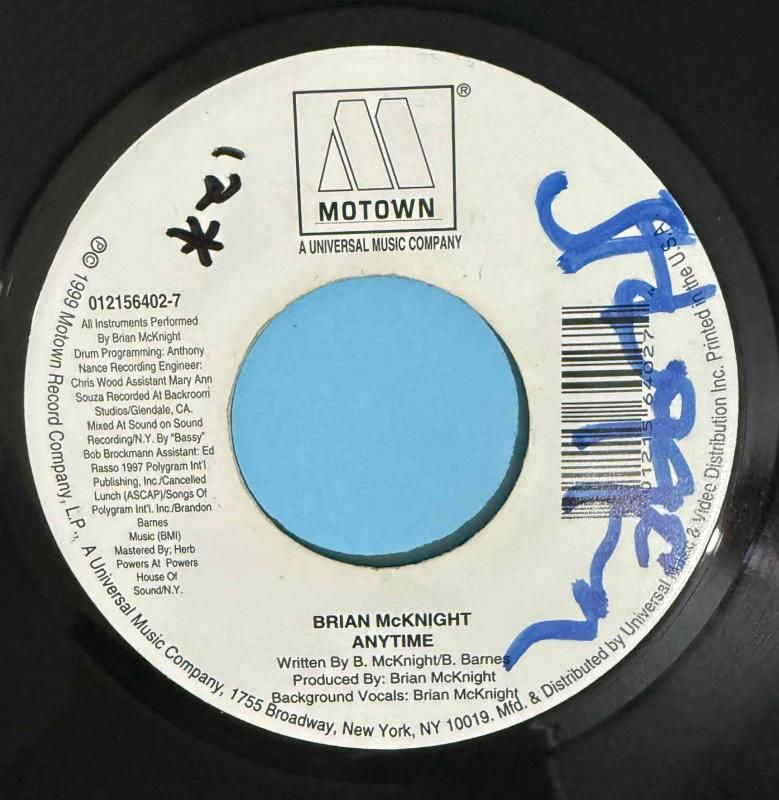 ®
MOTOWN
A UNIVERSAL MUSIC COMPANY
012156402-7
All Instruments Performed
By Brian McKnight
Drum Programming: Anthony
Nance Recording Engineer:
Chris Wood Assistant Mary Ann
Souza Recorded At Backroom
Studios/Glendale, CA.
Mixed At Sound on Sound
Recording/N.Y. By "Bassy"
Bob Brockmann Assistant: Ed
Rasso 1997 Polygram Int'l
Publishing, Inc./Cancelled
Lunch (ASCAP)/Songs Of
Polygram Int'l. Inc./Brandon
Barnes
Music (BMI)
Mastered By; Herb
Powers At Powers
House Of
Sound/N.Y.
BRIAN McKNIGHT
ANYTIME
Written By B. McKnight/B. Barnes
Produced By: Brian McKnight
Background Vocals: Brian McKnight
℗© 1999 Motown Record Company, L.P., A Universal Music Company, 1755 Broadway, New York, NY 10019. Mfd. & Distributed by Universal Music & Video Distribution Inc. Printed in the U.S.A.